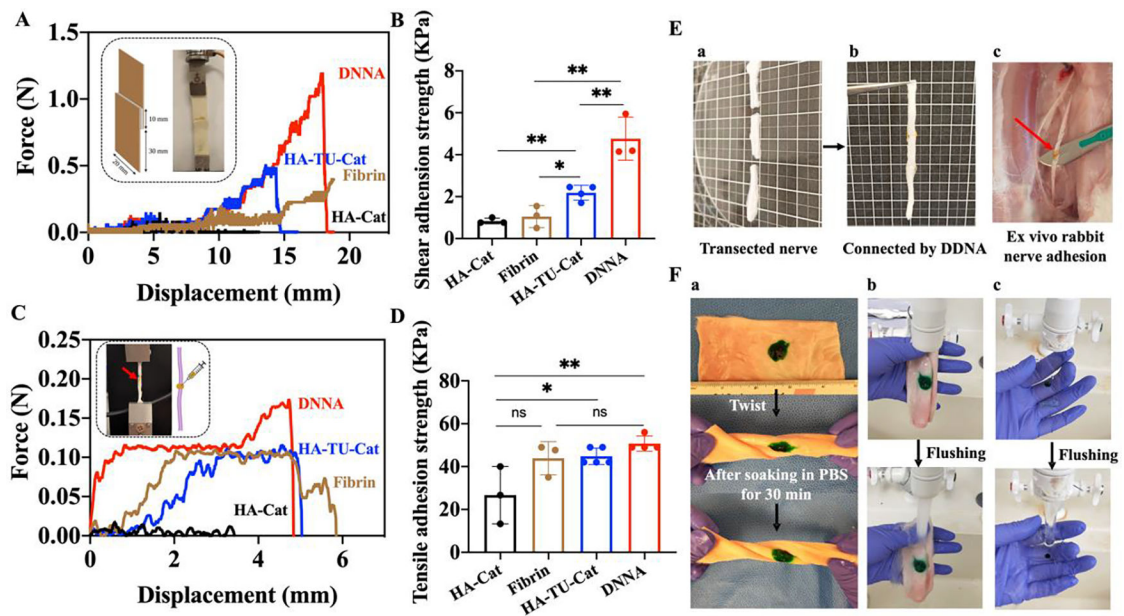 A
Force (N)
1.5
1.0
0.5
0.0
0 5 10 15 20
Displacement (mm)
10 mm
30 mm
20 mm
DNNA
HA-TU-Cat
Fibrin
HA-Cat
B
Shear adhension strength (KPa)
8
6
4
2
0
**
**
**
*
HA-Cat
Fibrin
HA-TU-Cat
DNNA
C
Force (N)
0.25
0.20
0.15
0.10
0.05
0.00
0 2 4 6
Displacement (mm)
DNNA
HA-TU-Cat
Fibrin
HA-Cat
D
Tensile adhesion strength (KPa)
80
60
40
20
0
**
*
ns
ns
HA-Cat
Fibrin
HA-TU-Cat
DNNA
E
a
b
c
Transected nerve
Connected by DDNA
Ex vivo rabbit
nerve adhesion
F
a
b
c
Twist
After soaking in PBS
for 30 min
Flushing
Flushing